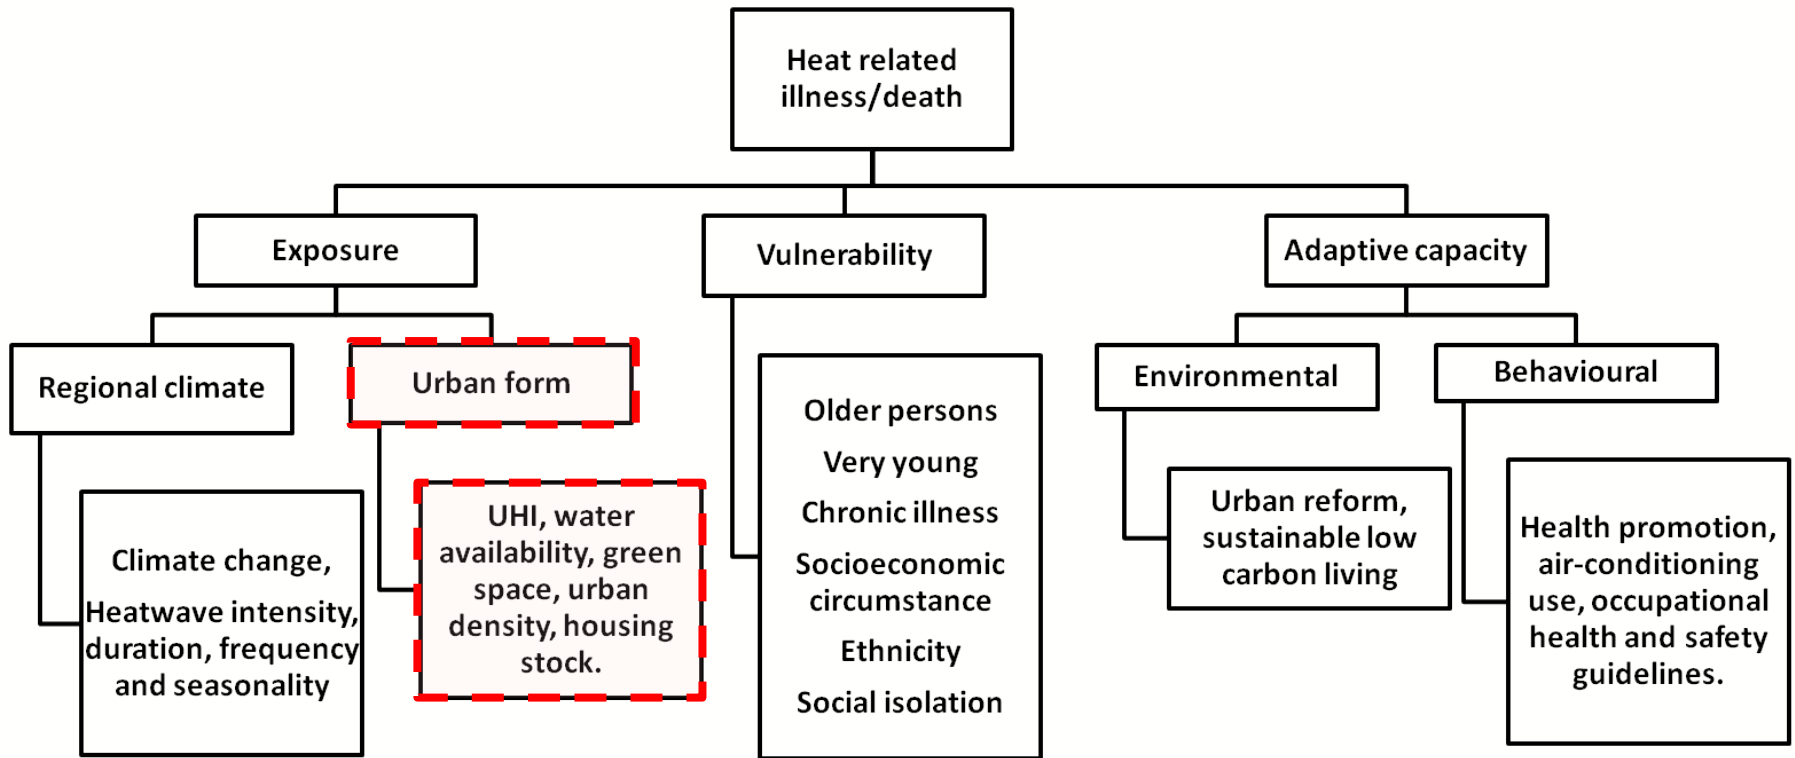 Heat related
illness/death
Exposure
Vulnerability
Adaptive capacity
Regional climate
Urban form
Environmental
Behavioural
Climate change,
Heatwave intensity,
duration, frequency
and seasonality
UHI, water
availability, green
space, urban
density, housing
stock.
Older persons
Very young
Chronic illness
Socioeconomic
circumstance
Ethnicity
Social isolation
Urban reform,
sustainable low
carbon living
Health promotion,
air-conditioning
use, occupational
health and safety
guidelines.